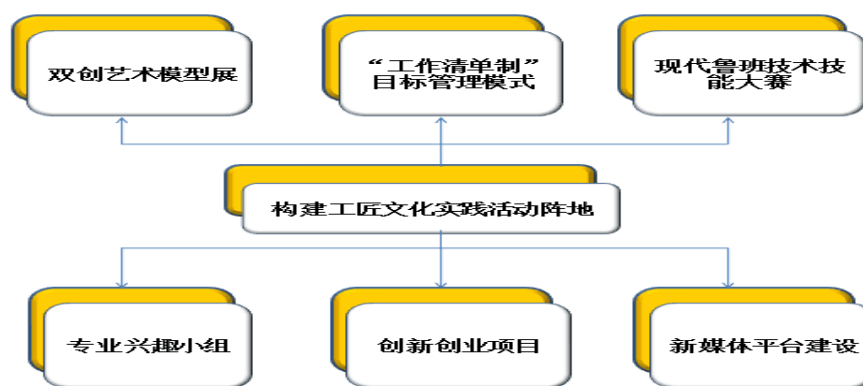 双创艺术模型展
“工作清单制”
目标管理模式
现代鲁班技术技
能大赛
构建工匠文化实践活动阵地
专业兴趣小组
创新创业项目
新媒体平台建设